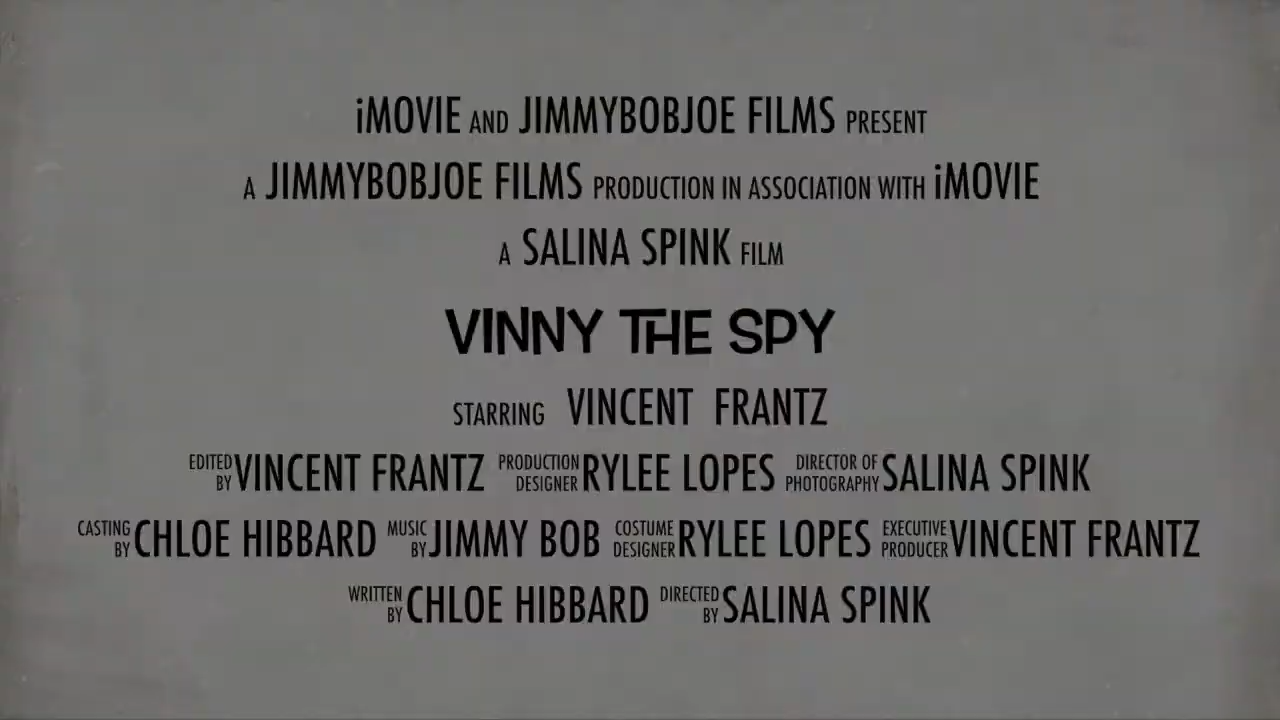 iMOVIE AND JIMMYBOBJOE FILMS PRESENT
A JIMMYBOBJOE FILMS PRODUCTION IN ASSOCIATION WITH iMOVIE
A SALINA SPINK FILM
VINNY THE SPY
STARRING VINCENT FRANTZ
EDITED BY VINCENT FRANTZ PRODUCTION DESIGNER RYLEE LOPES DIRECTOR OF PHOTOGRAPHY SALINA SPINK
CASTING BY CHLOE HIBBARD MUSIC BY JIMMY BOB COSTUME DESIGNER RYLEE LOPES EXECUTIVE PRODUCER VINCENT FRANTZ
WRITTEN BY CHLOE HIBBARD DIRECTED BY SALINA SPINK